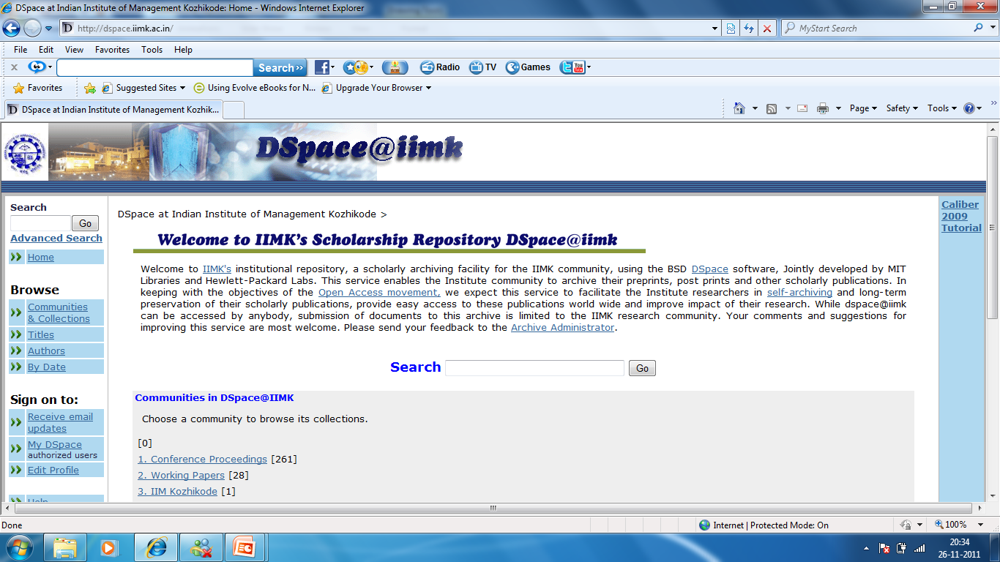 DSpace at Indian Institute of Management Kozhikode: Home - Windows Internet Explorer
http://dspace.iimk.ac.in/
MyStart Search
File Edit View Favorites Tools Help
Search>>
Radio TV Games
Favorites Suggested Sites Using Evolve eBooks for N... Upgrade Your Browser
DSpace at Indian Institute of Management Kozhik...
Page Safety Tools
DSpace@iimk
Search
Go
Advanced Search
Home
Browse
Communities
& Collections
Titles
Authors
By Date
Sign on to:
Receive email
updates
My DSpace
authorized users
Edit Profile
Help
DSpace at Indian Institute of Management Kozhikode >
Welcome to IIMK's Scholarship Repository DSpace@iimk
Welcome to IIMK's institutional repository, a scholarly archiving facility for the IIMK community, using the BSD DSpace software, Jointly developed by MIT
Libraries and Hewlett-Packard Labs. This service enables the Institute community to archive their preprints, post prints and other scholarly publications. In
keeping with the objectives of the Open Access movement, we expect this service to facilitate the Institute researchers in self-archiving and long-term
preservation of their scholarly publications, provide easy access to these publications world wide and improve impact of their research. While dspace@iimk
can be accessed by anybody, submission of documents to this archive is limited to the IIMK research community. Your comments and suggestions for
improving this service are most welcome. Please send your feedback to the Archive Administrator.
Search
Go
Communities in DSpace@IIMK
Choose a community to browse its collections.
[0]
1. Conference Proceedings [261]
2. Working Papers [28]
3. IIM Kozhikode [1]
Caliber
2009
Tutorial
Done
Internet | Protected Mode: On
100%
20:34
26-11-2011